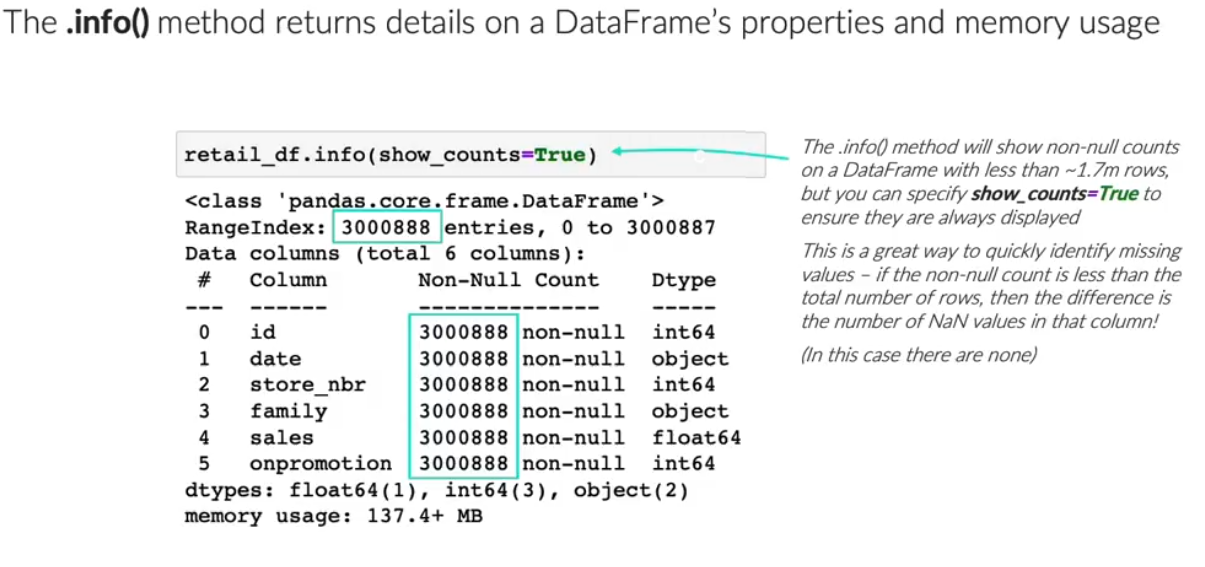 The .info() method returns details on a DataFrame's properties and memory usage
retail_df.info(show_counts=True)
<class 'pandas.core.frame.DataFrame'>
RangeIndex: 3000888 entries, 0 to 3000887
Data columns (total 6 columns):
#   Column   Non-Null Count   Dtype
---  ------  --------------  -----
0   id   3000888 non-null   int64
1   date   3000888 non-null   object
2   store_nbr   3000888 non-null   int64
3   family   3000888 non-null   object
4   sales   3000888 non-null   float64
5   onpromotion   3000888 non-null   int64
dtypes: float64(1), int64(3), object(2)
memory usage: 137.4+ MB
The .info() method will show non-null counts
on a DataFrame with less than ~1.7m rows,
but you can specify show_counts=True to
ensure they are always displayed
This is a great way to quickly identify missing
values – if the non-null count is less than the
total number of rows, then the difference is
the number of NaN values in that column!
(In this case there are none)